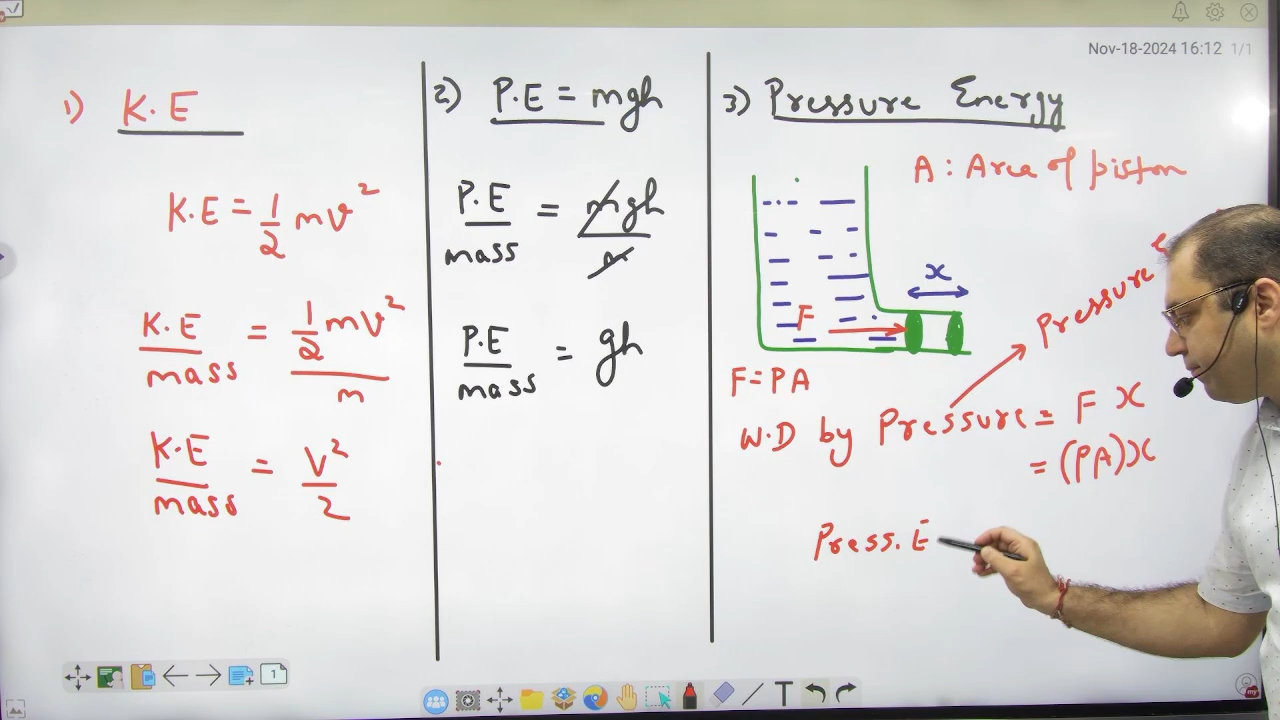 Nov-18-2024 16:12 1/1
1) K.E
K.E = 1/2 mv²
K.E/mass = 1/2 mv²/m
K.E/mass = v²/2
2) P.E = mgh
P.E/mass = mgh/m
P.E/mass = gh
3) Pressure Energy
A : Area of piston
x
F
F = PA
Pressure
W.D by Pressure = F x
= (PA)x
Press. E
1
T
my